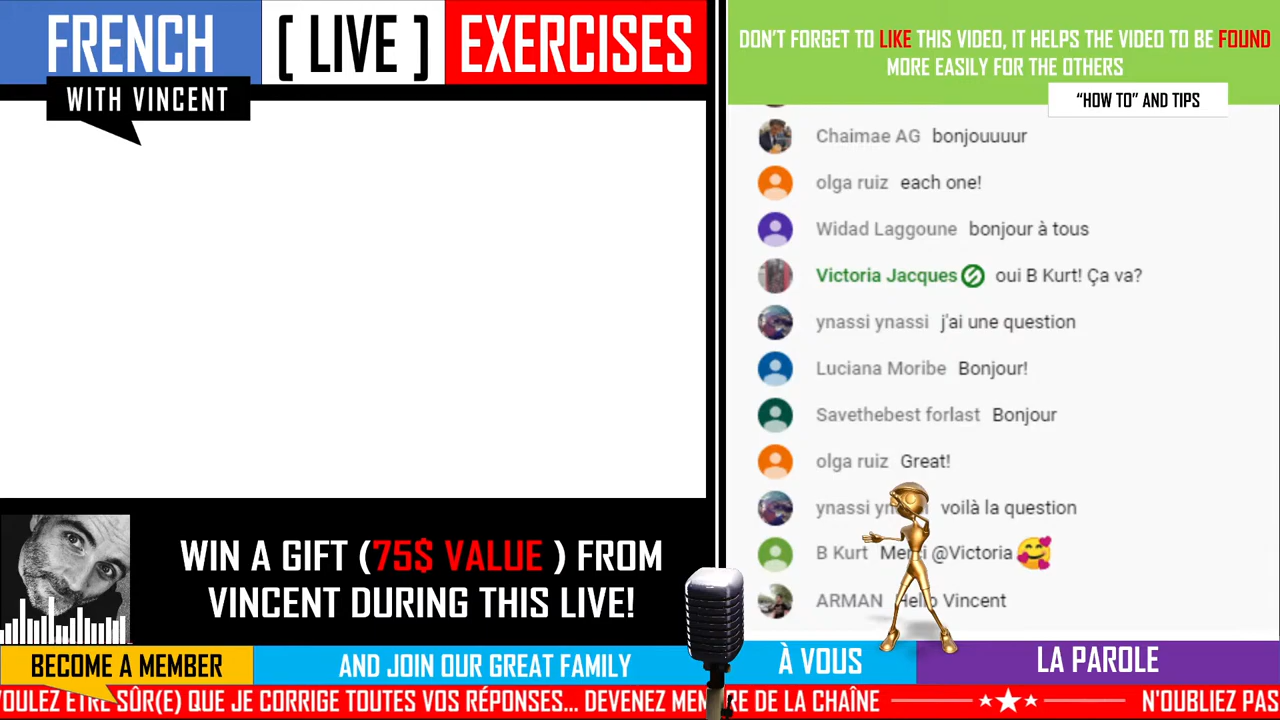 FRENCH [ LIVE ] EXERCISES
WITH VINCENT
DON'T FORGET TO LIKE THIS VIDEO, IT HELPS THE VIDEO TO BE FOUND
MORE EASILY FOR THE OTHERS
"HOW TO" AND TIPS
Chaimae AG bonjouuuur
olga ruiz each one!
Widad Laggoune bonjour à tous
Victoria Jacques oui B Kurt! Ça va?
ynassi ynassi j'ai une question
Luciana Moribe Bonjour!
Savethebest forlast Bonjour
olga ruiz Great!
ynassi voilà la question
B Kurt Merci @Victoria 🥰
ARMAN Hello Vincent
WIN A GIFT (75$ VALUE ) FROM
VINCENT DURING THIS LIVE!
BECOME A MEMBER
AND JOIN OUR GREAT FAMILY
À VOUS
LA PAROLE
OULEZ ETRE SÛR(E) QUE JE CORRIGE TOUTES VOS RÉPONSES... DEVENEZ MEMBRE DE LA CHAÎNE N'OUBLIEZ PAS